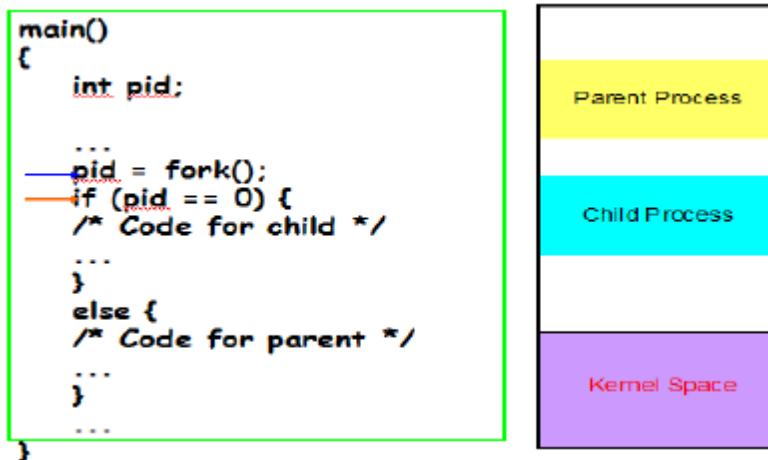 main()
{
int pid;
...
pid = fork();
if (pid == 0) {
/* Code for child */
...
}
else {
/* Code for parent */
...
}
...
}
Parent Process
Child Process
Kernel Space